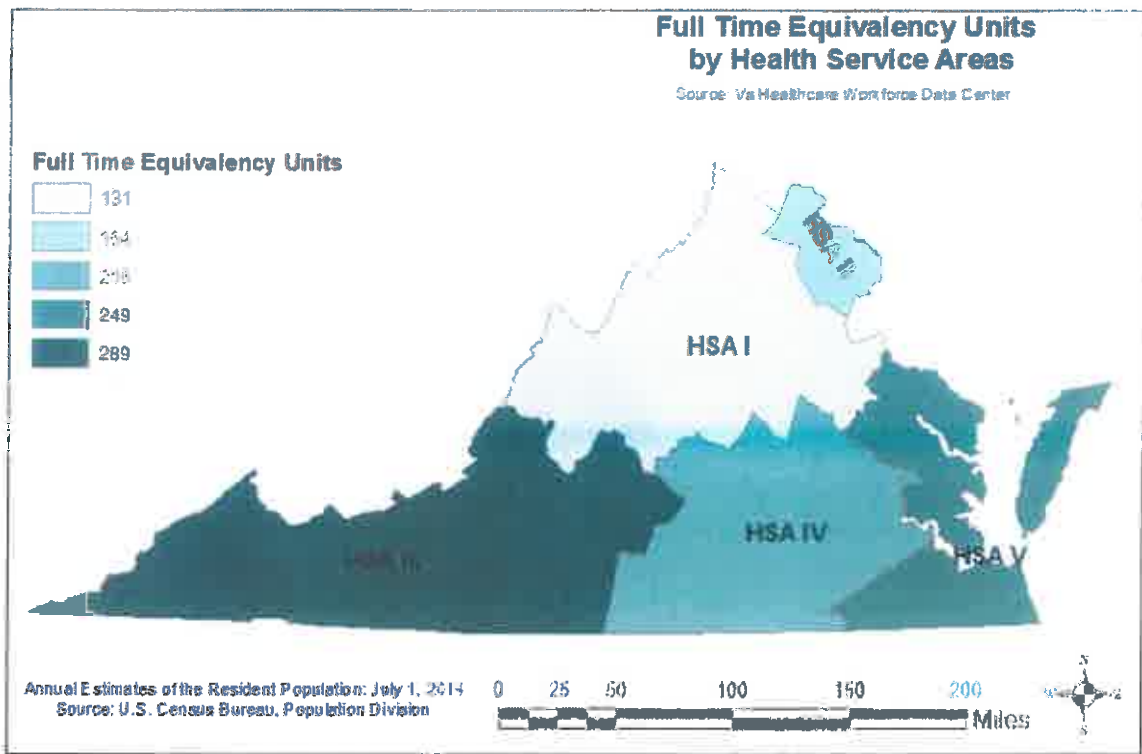 Full Time Equivalency Units
by Health Service Areas
Source: Va Healthcare Workforce Data Center
Full Time Equivalency Units
131
249
289
HSA I
HSA IV
HSA V
Annual Estimates of the Resident Population: July 1, 2014
Source: U.S. Census Bureau, Population Division
0 25 50 100 150 200
Miles
N
S